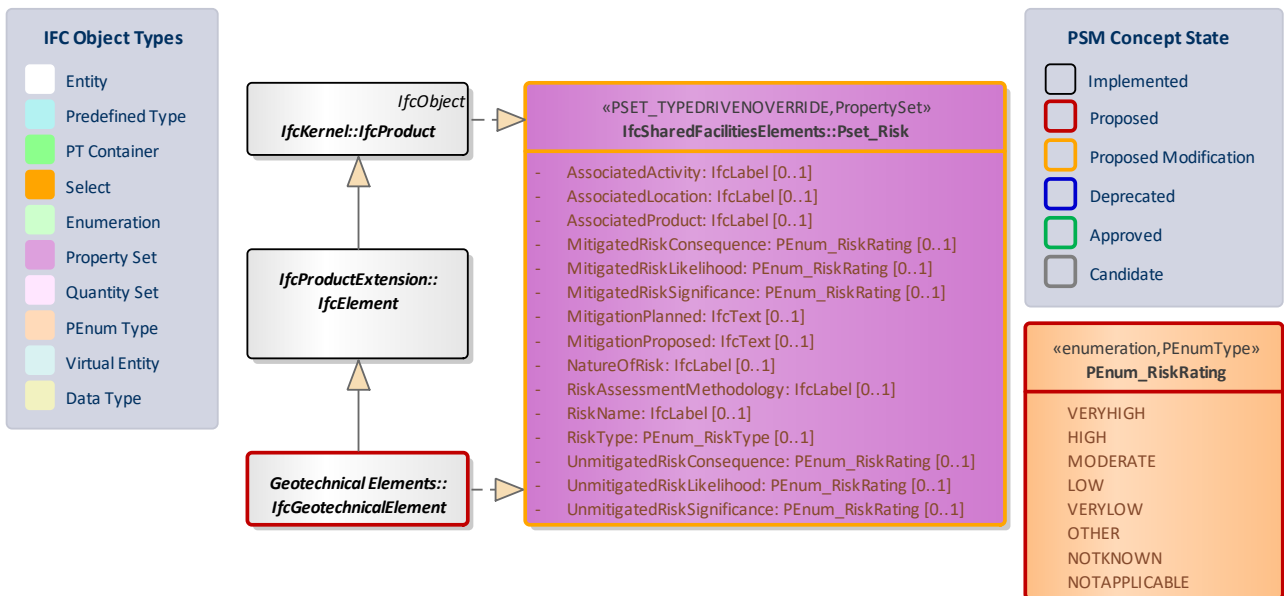 IFC Object Types
Entity
Predefined Type
PT Container
Select
Enumeration
Property Set
Quantity Set
PEnum Type
Virtual Entity
Data Type
IfcObject
IfcKernel::IfcProduct
IfcProductExtension::
IfcElement
Geotechnical Elements::
IfcGeotechnicalElement
«PSET_TYPEDRIVENOVERRIDE,PropertySet»
IfcSharedFacilitiesElements::Pset_Risk
- AssociatedActivity: IfcLabel [0..1]
- AssociatedLocation: IfcLabel [0..1]
- AssociatedProduct: IfcLabel [0..1]
- MitigatedRiskConsequence: PEnum_RiskRating [0..1]
- MitigatedRiskLikelihood: PEnum_RiskRating [0..1]
- MitigatedRiskSignificance: PEnum_RiskRating [0..1]
- MitigationPlanned: IfcText [0..1]
- MitigationProposed: IfcText [0..1]
- NatureOfRisk: IfcLabel [0..1]
- RiskAssessmentMethodology: IfcLabel [0..1]
- RiskName: IfcLabel [0..1]
- RiskType: PEnum_RiskType [0..1]
- UnmitigatedRiskConsequence: PEnum_RiskRating [0..1]
- UnmitigatedRiskLikelihood: PEnum_RiskRating [0..1]
- UnmitigatedRiskSignificance: PEnum_RiskRating [0..1]
PSM Concept State
Implemented
Proposed
Proposed Modification
Deprecated
Approved
Candidate
«enumeration,PEnumType»
PEnum_RiskRating
VERYHIGH
HIGH
MODERATE
LOW
VERYLOW
OTHER
NOTKNOWN
NOTAPPLICABLE